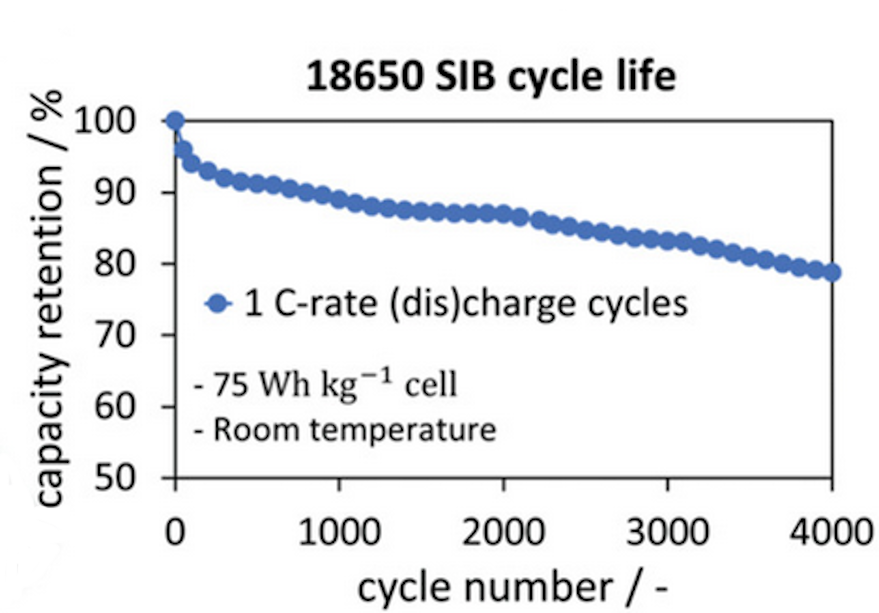 18650 SIB cycle life
capacity retention / %
100
90
80
70
60
50
1 C-rate (dis)charge cycles
- 75 Wh kg⁻¹ cell
- Room temperature
0 1000 2000 3000 4000
cycle number / -